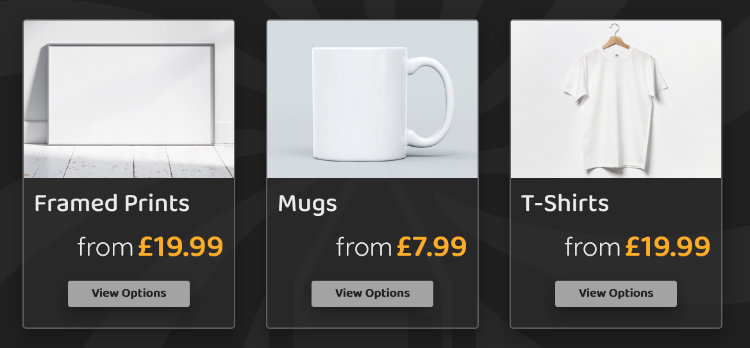 Framed Prints
from £19.99
View Options
Mugs
from £7.99
View Options
T-Shirts
from £19.99
View Options